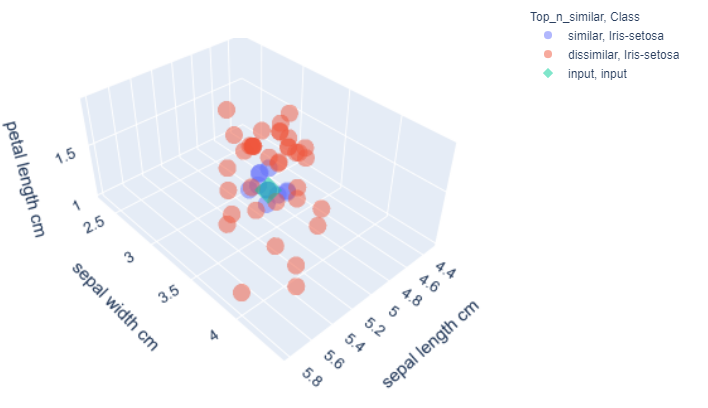 Top_n_similar, Class
similar, Iris-setosa
dissimilar, Iris-setosa
input, input
petal length cm
1.5
1
sepal width cm
2.5
3
3.5
4
sepal length cm
4.4
4.6
4.8
5
5.2
5.4
5.6
5.8